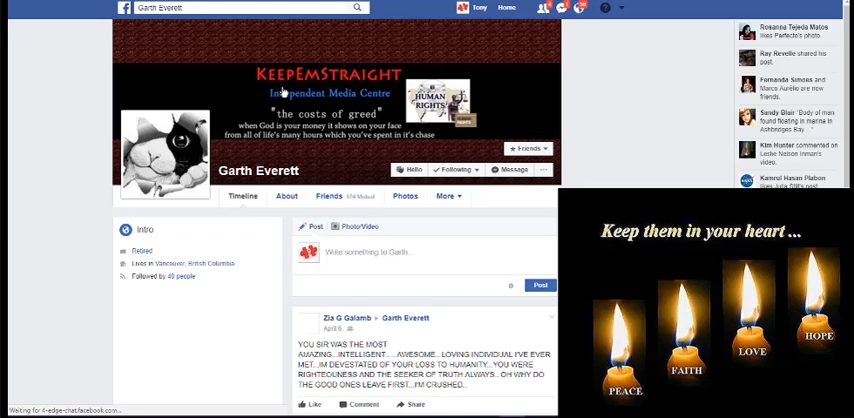 Garth Everett
Tony Home
KEEPEMSTRAIGHT
Independent Media Centre
"the costs of greed"
when God is your money it shows on your face
from all of life's many hours which you've spent in it's chase
HUMAN
RIGHTS
Friends
Garth Everett
Hello Following Message ...
Timeline About Friends 574 Mutual Photos More
Intro
Retired
Lives in Vancouver, British Columbia
Followed by 40 people
Post Photo/Video
Write something to Garth...
Post
Zia G Galamb Garth Everett
April 5
YOU SIR WAS THE MOST
AMAZING...INTELLIGENT.....AWESOME...LOVING INDIVIDUAL I'VE EVER
MET...IM DEVESTATED OF YOUR LOSS TO HUMANITY...YOU WERE
RIGHTEOUNESS AND THE SEEKER OF TRUTH ALWAYS...OH WHY DO
THE GOOD ONES LEAVE FIRST...I'M CRUSHED..
Like Comment Share
Rosanna Tejeda Matos
likes Perfecto's photo.
Ray Revelle shared his
post.
Fernanda Simoes and
Marco Aurélio are now
friends.
Sandy Blair "Body of man
found floating in marina in
Ashbridges Bay ..."
Kim Hunter commented on
Leslie Nelson Inman's
video.
Kamrul Hasan Palash
Keep them in your heart ...
PEACE
FAITH
LOVE
HOPE
Waiting for 4-edge-chat.facebook.com...